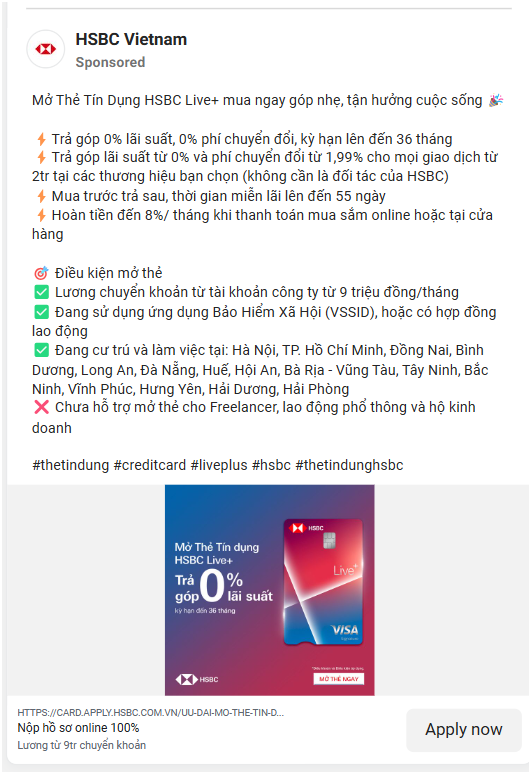 HSBC Vietnam
Sponsored
Mở Thẻ Tín Dụng HSBC Live+ mua ngay góp nhẹ, tận hưởng cuộc sống 🎉
⚡ Trả góp 0% lãi suất, 0% phí chuyển đổi, kỳ hạn lên đến 36 tháng
⚡ Trả góp lãi suất từ 0% và phí chuyển đổi từ 1,99% cho mọi giao dịch từ
2tr tại các thương hiệu bạn chọn (không cần là đối tác của HSBC)
⚡ Mua trước trả sau, thời gian miễn lãi lên đến 55 ngày
⚡ Hoàn tiền đến 8%/ tháng khi thanh toán mua sắm online hoặc tại cửa
hàng
🎯 Điều kiện mở thẻ
✅ Lương chuyển khoản từ tài khoản công ty từ 9 triệu đồng/tháng
✅ Đang sử dụng ứng dụng Bảo Hiểm Xã Hội (VSSID), hoặc có hợp đồng
lao động
✅ Đang cư trú và làm việc tại: Hà Nội, TP. Hồ Chí Minh, Đồng Nai, Bình
Dương, Long An, Đà Nẵng, Huế, Hội An, Bà Rịa - Vũng Tàu, Tây Ninh, Bắc
Ninh, Vĩnh Phúc, Hưng Yên, Hải Dương, Hải Phòng
❌ Chưa hỗ trợ mở thẻ cho Freelancer, lao động phổ thông và hộ kinh
doanh
#thetindung #creditcard #liveplus #hsbc #thetindunghsbc
Mở Thẻ Tín dụng
HSBC Live+
Trả góp 0% lãi suất
kỳ hạn đến 36 tháng
HSBC
Live+
VISA
HSBC
MỞ THẺ NGAY
HTTPS://CARD.APPLY.HSBC.COM.VN/UU-DAI-MO-THE-TIN-D...
Nộp hồ sơ online 100%
Lương từ 9tr chuyển khoản
Apply now